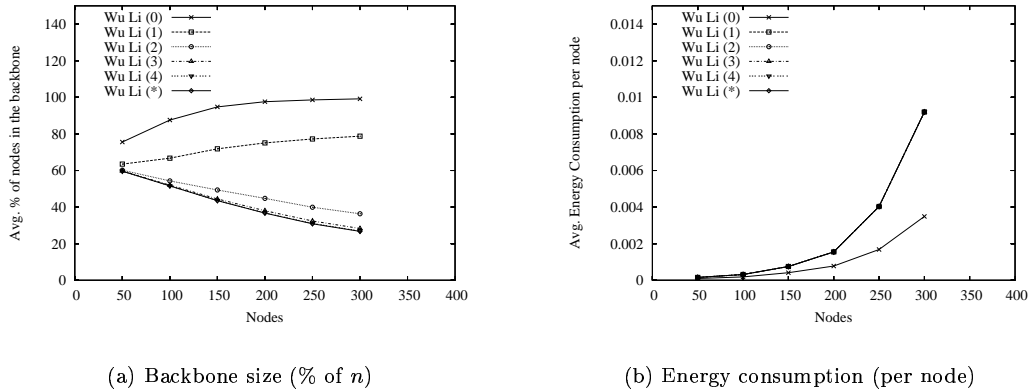 Avg. % of nodes in the backbone
140
120
100
80
60
40
20
0
Wu Li (0)
Wu Li (1)
Wu Li (2)
Wu Li (3)
Wu Li (4)
Wu Li (*)
0 50 100 150 200 250 300 350 400
Nodes
(a) Backbone size (% of n)
Avg. Energy Consumption per node
0.014
0.012
0.01
0.008
0.006
0.004
0.002
0
Wu Li (0)
Wu Li (1)
Wu Li (2)
Wu Li (3)
Wu Li (4)
Wu Li (*)
0 50 100 150 200 250 300 350 400
Nodes
(b) Energy consumption (per node)